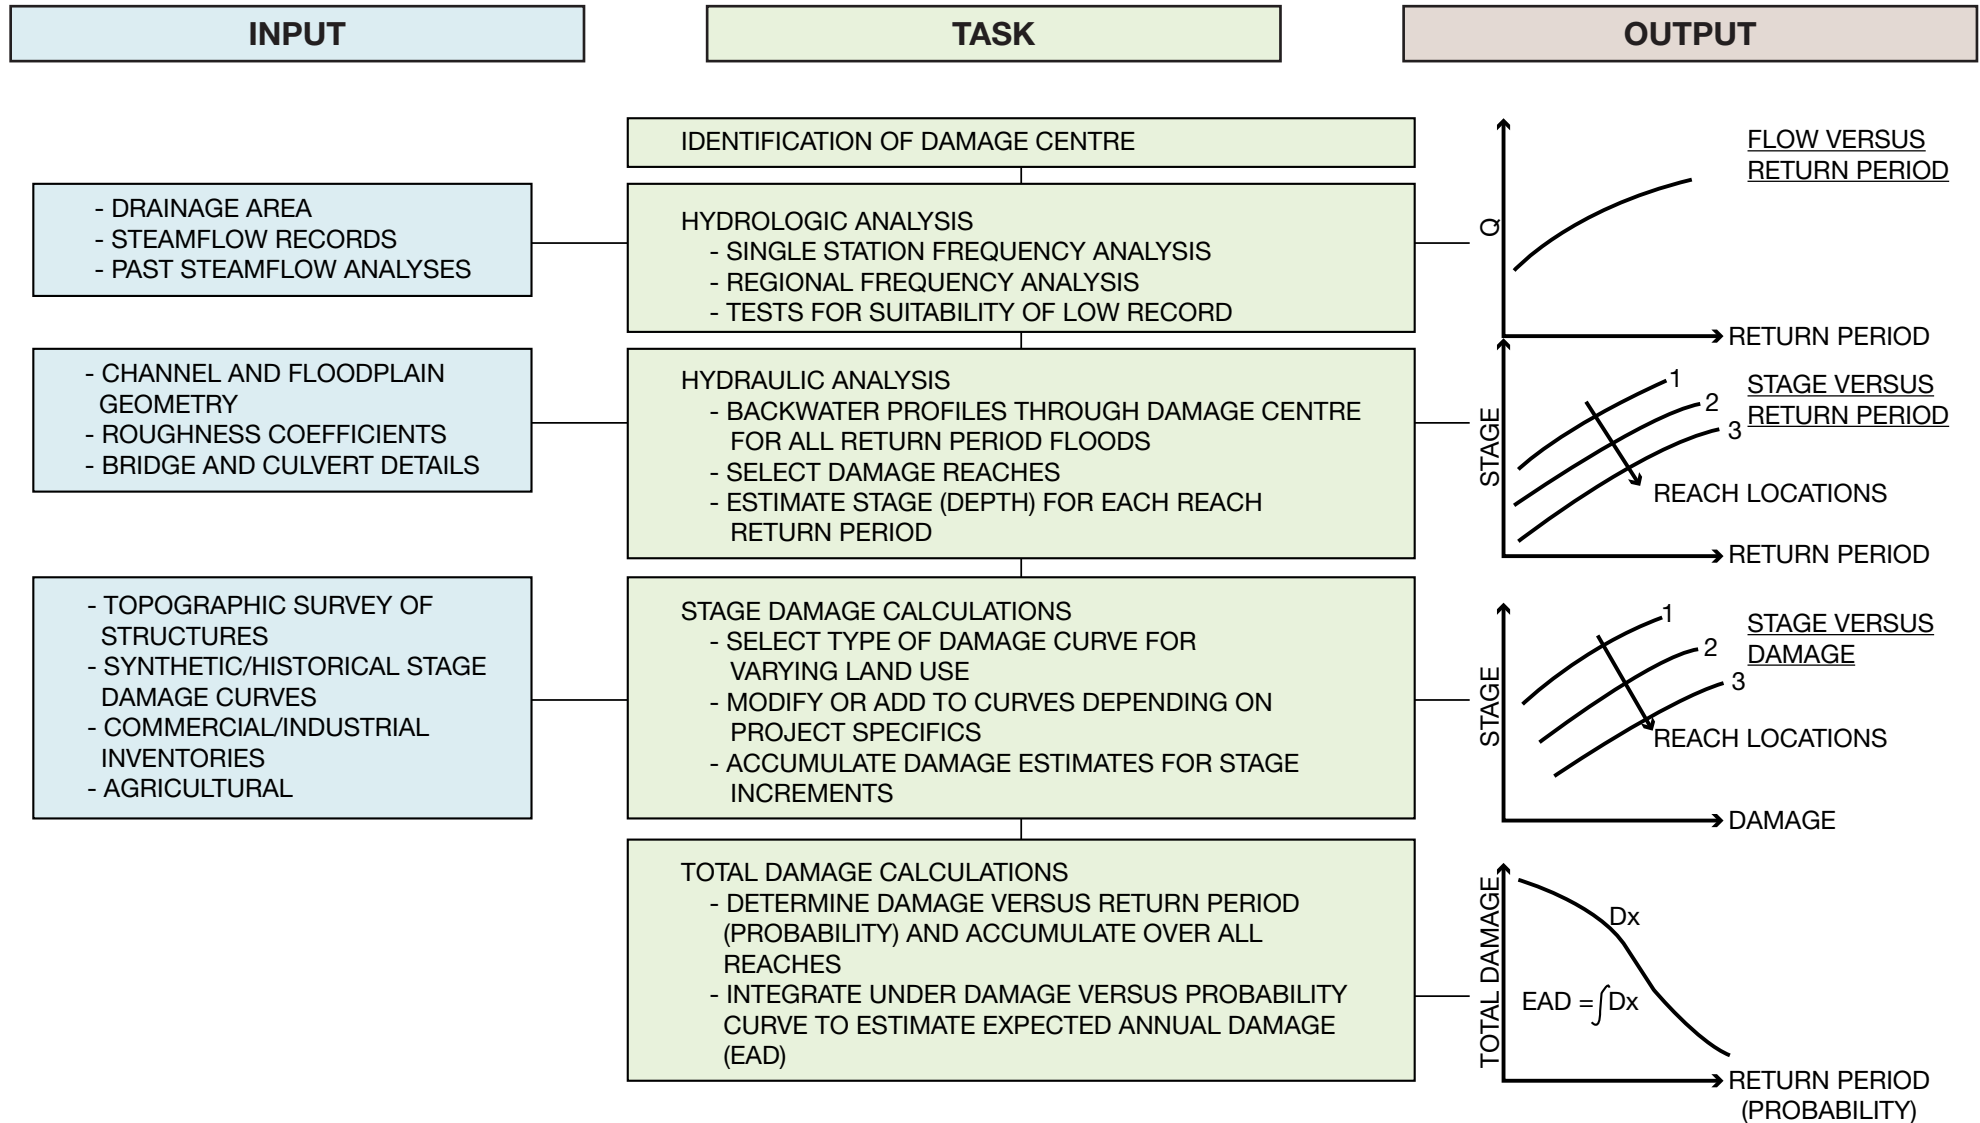 INPUT
TASK
OUTPUT
IDENTIFICATION OF DAMAGE CENTRE
- DRAINAGE AREA
- STEAMFLOW RECORDS
- PAST STEAMFLOW ANALYSES
HYDROLOGIC ANALYSIS
- SINGLE STATION FREQUENCY ANALYSIS
- REGIONAL FREQUENCY ANALYSIS
- TESTS FOR SUITABILITY OF LOW RECORD
FLOW VERSUS
RETURN PERIOD
Q
RETURN PERIOD
- CHANNEL AND FLOODPLAIN
GEOMETRY
- ROUGHNESS COEFFICIENTS
- BRIDGE AND CULVERT DETAILS
HYDRAULIC ANALYSIS
- BACKWATER PROFILES THROUGH DAMAGE CENTRE
FOR ALL RETURN PERIOD FLOODS
- SELECT DAMAGE REACHES
- ESTIMATE STAGE (DEPTH) FOR EACH REACH
RETURN PERIOD
STAGE VERSUS
RETURN PERIOD
1
2
3
STAGE
REACH LOCATIONS
RETURN PERIOD
- TOPOGRAPHIC SURVEY OF
STRUCTURES
- SYNTHETIC/HISTORICAL STAGE
DAMAGE CURVES
- COMMERCIAL/INDUSTRIAL
INVENTORIES
- AGRICULTURAL
STAGE DAMAGE CALCULATIONS
- SELECT TYPE OF DAMAGE CURVE FOR
VARYING LAND USE
- MODIFY OR ADD TO CURVES DEPENDING ON
PROJECT SPECIFICS
- ACCUMULATE DAMAGE ESTIMATES FOR STAGE
INCREMENTS
STAGE VERSUS
DAMAGE
1
2
3
STAGE
REACH LOCATIONS
DAMAGE
TOTAL DAMAGE CALCULATIONS
- DETERMINE DAMAGE VERSUS RETURN PERIOD
(PROBABILITY) AND ACCUMULATE OVER ALL
REACHES
- INTEGRATE UNDER DAMAGE VERSUS PROBABILITY
CURVE TO ESTIMATE EXPECTED ANNUAL DAMAGE
(EAD)
TOTAL DAMAGE
Dx
EAD = ∫Dx
RETURN PERIOD
(PROBABILITY)